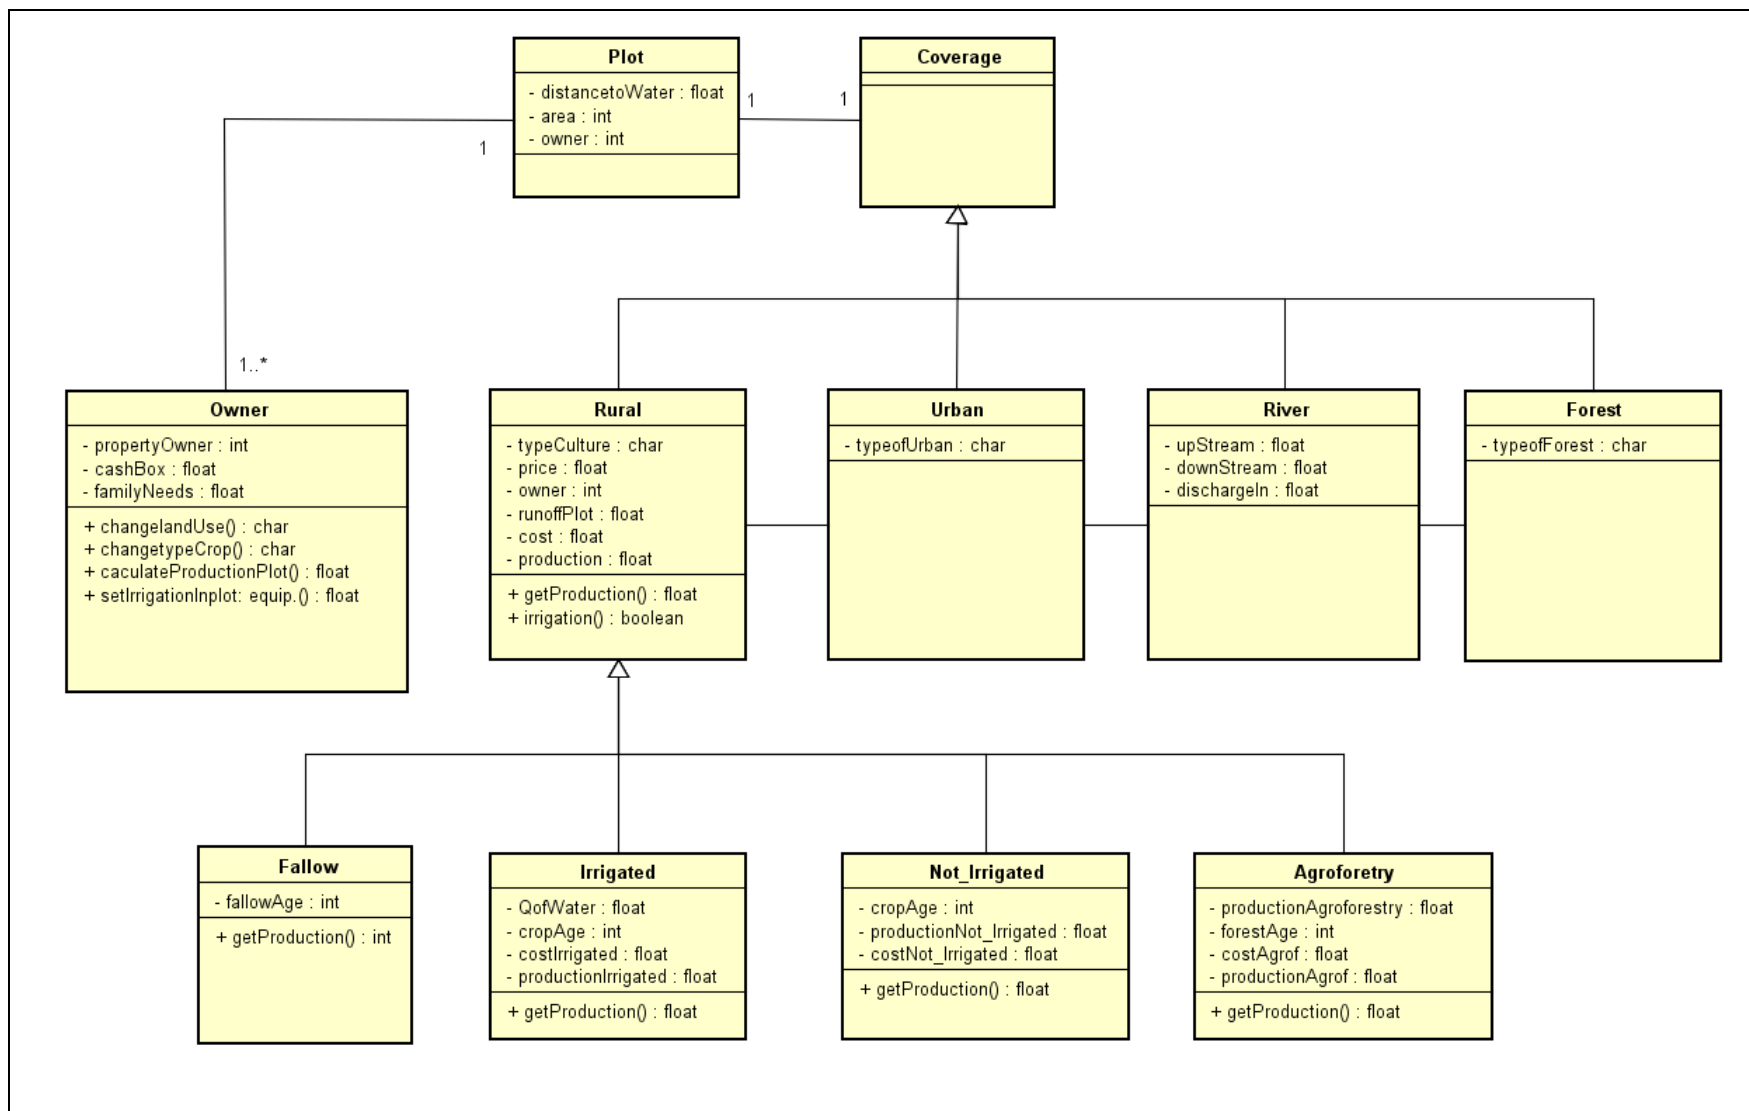 Plot
- distancetoWater : float
- area : int
- owner : int
Coverage
1
1
1
1..*
Owner
- propertyOwner : int
- cashBox : float
- familyNeeds : float
+ changelandUse() : char
+ changetypeCrop() : char
+ caculateProductionPlot() : float
+ setIrrigationInplot: equip.() : float
Rural
- typeCulture : char
- price : float
- owner : int
- runoffPlot : float
- cost : float
- production : float
+ getProduction() : float
+ irrigation() : boolean
Urban
- typeofUrban : char
River
- upStream : float
- downStream : float
- dischargeIn : float
Forest
- typeofForest : char
Fallow
- fallowAge : int
+ getProduction() : int
Irrigated
- QofWater : float
- cropAge : int
- costIrrigated : float
- productionIrrigated : float
+ getProduction() : float
Not_Irrigated
- cropAge : int
- productionNot_Irrigated : float
- costNot_Irrigated : float
+ getProduction() : float
Agroforetry
- productionAgroforestry : float
- forestAge : int
- costAgrof : float
- productionAgrof : float
+ getProduction() : float